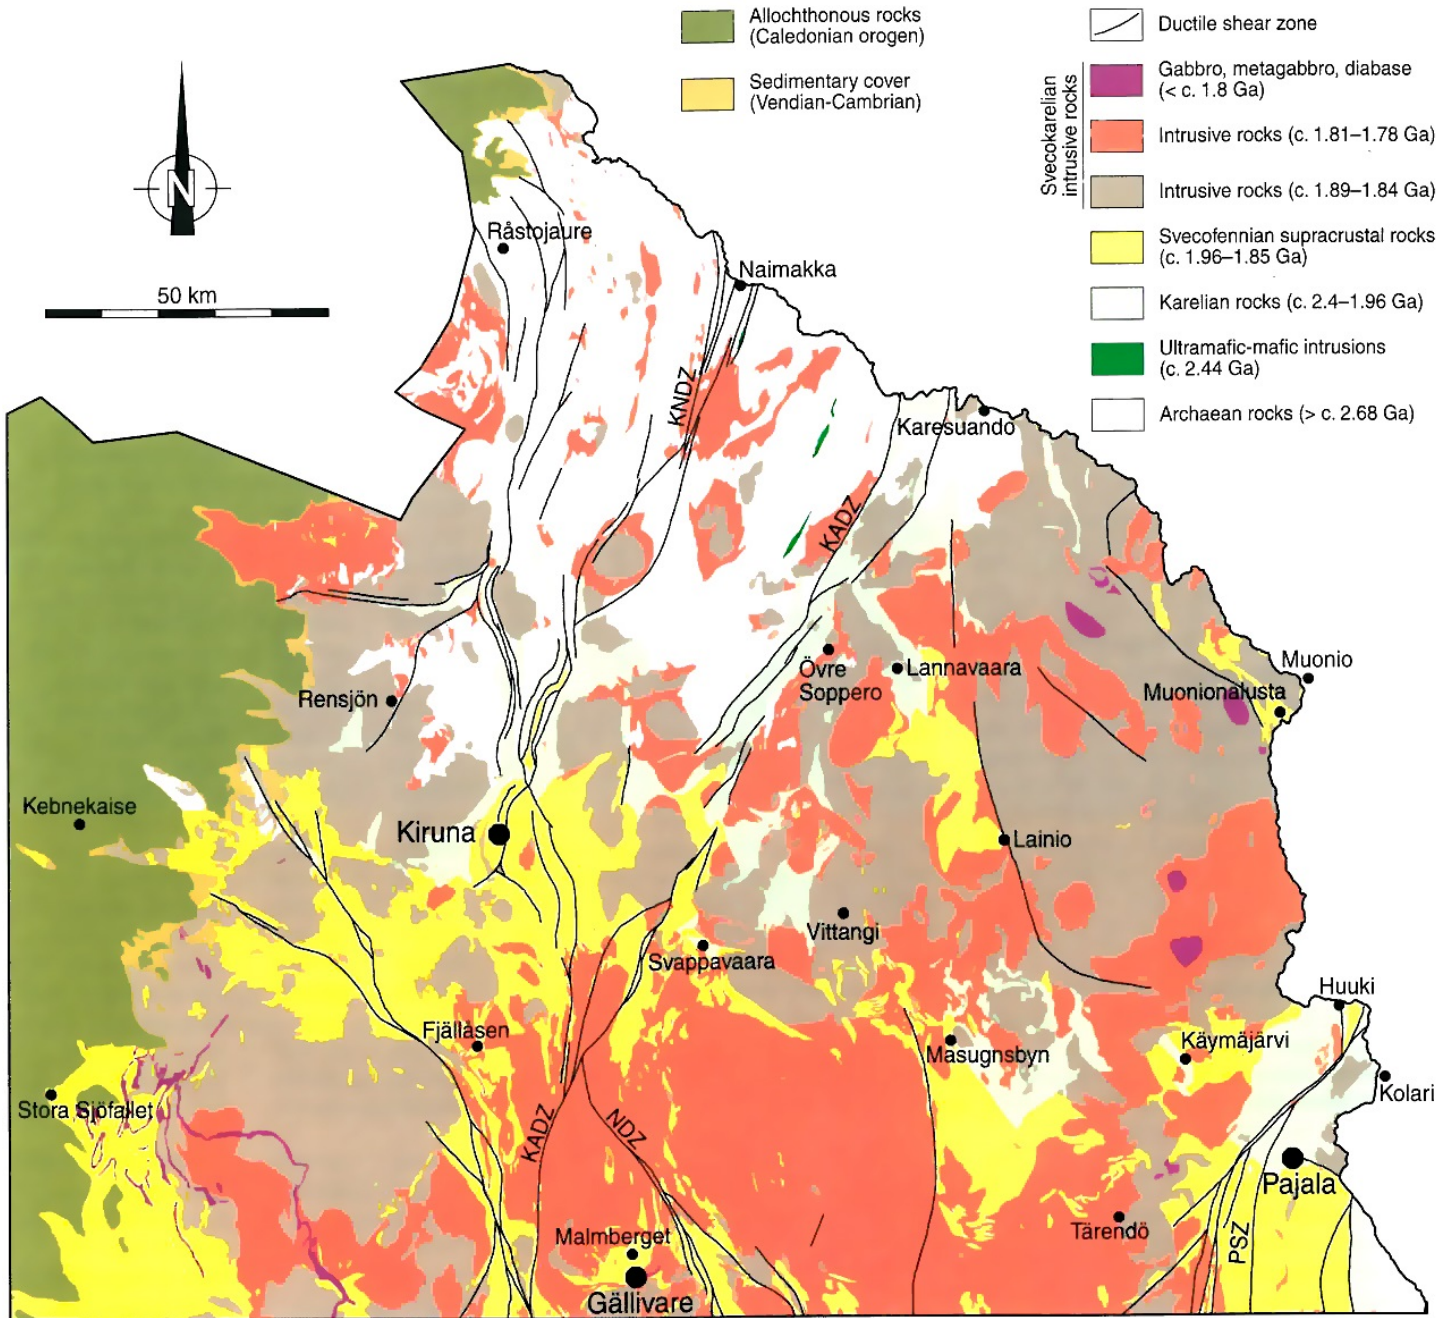 Allochthonous rocks
(Caledonian orogen)
Sedimentary cover
(Vendian-Cambrian)
Ductile shear zone
Svecokarelian
intrusive rocks
Gabbro, metagabbro, diabase
(< c. 1.8 Ga)
Intrusive rocks (c. 1.81–1.78 Ga)
Intrusive rocks (c. 1.89–1.84 Ga)
Svecofennian supracrustal rocks
(c. 1.96–1.85 Ga)
Karelian rocks (c. 2.4–1.96 Ga)
Ultramafic-mafic intrusions
(c. 2.44 Ga)
Archaean rocks (> c. 2.68 Ga)
N
50 km
Råstojaure
Naimakka
KNDZ
Karesuando
KADZ
Övre
Soppero
Lannavaara
Muonio
Muonionalusta
Rensjön
Kebnekaise
Kiruna
Lainio
Vittangi
Svappavaara
Huuki
Fjällåsen
Masugnsbyn
Käymäjärvi
Kolari
Stora Sjöfallet
KADZ
NDZ
Pajala
Tärendö
PSZ
Malmberget
Gällivare